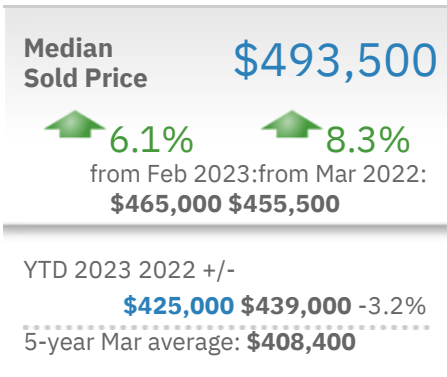 Median
Sold Price
$493,500
6.1%
8.3%
from Feb 2023:from Mar 2022:
$465,000 $455,500
YTD 2023 2022 +/-
$425,000 $439,000 -3.2%
5-year Mar average: $408,400